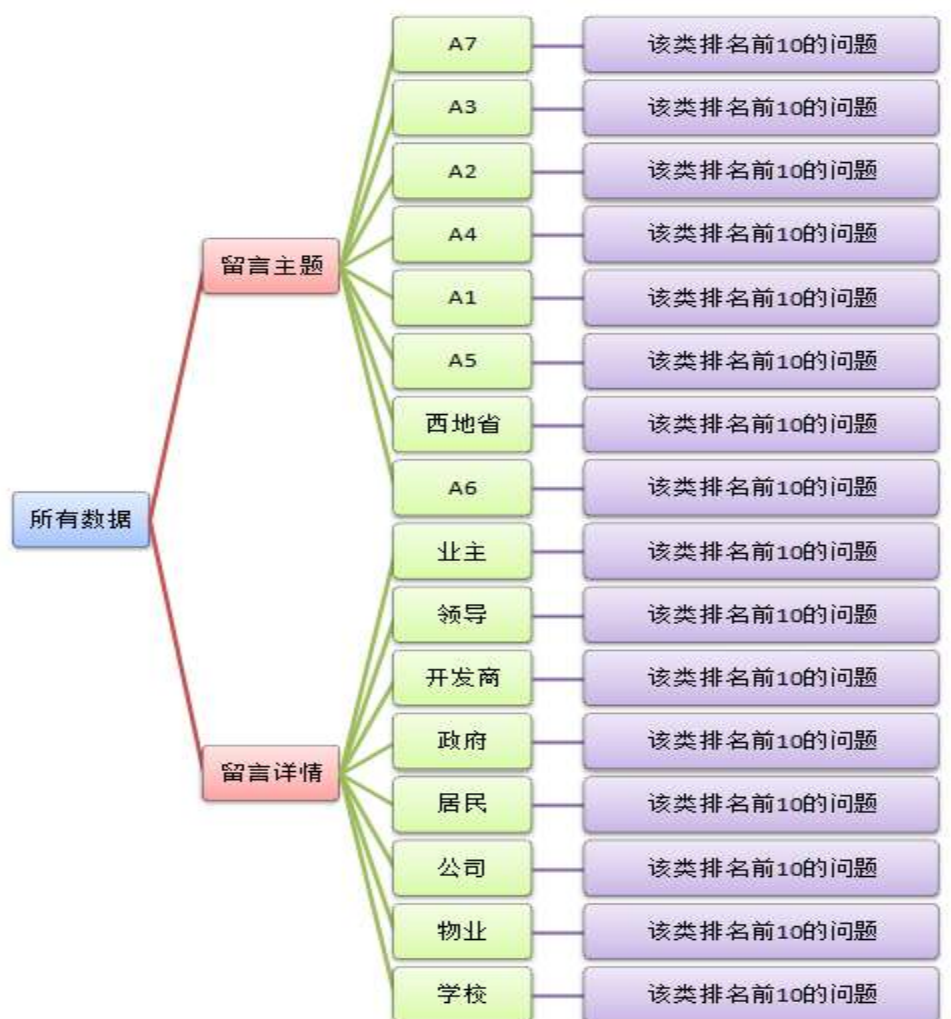 所有数据
留言主题
A7
该类排名前10的问题
A3
该类排名前10的问题
A2
该类排名前10的问题
A4
该类排名前10的问题
A1
该类排名前10的问题
A5
该类排名前10的问题
西地省
该类排名前10的问题
A6
该类排名前10的问题
留言详情
业主
该类排名前10的问题
领导
该类排名前10的问题
开发商
该类排名前10的问题
政府
该类排名前10的问题
居民
该类排名前10的问题
公司
该类排名前10的问题
物业
该类排名前10的问题
学校
该类排名前10的问题